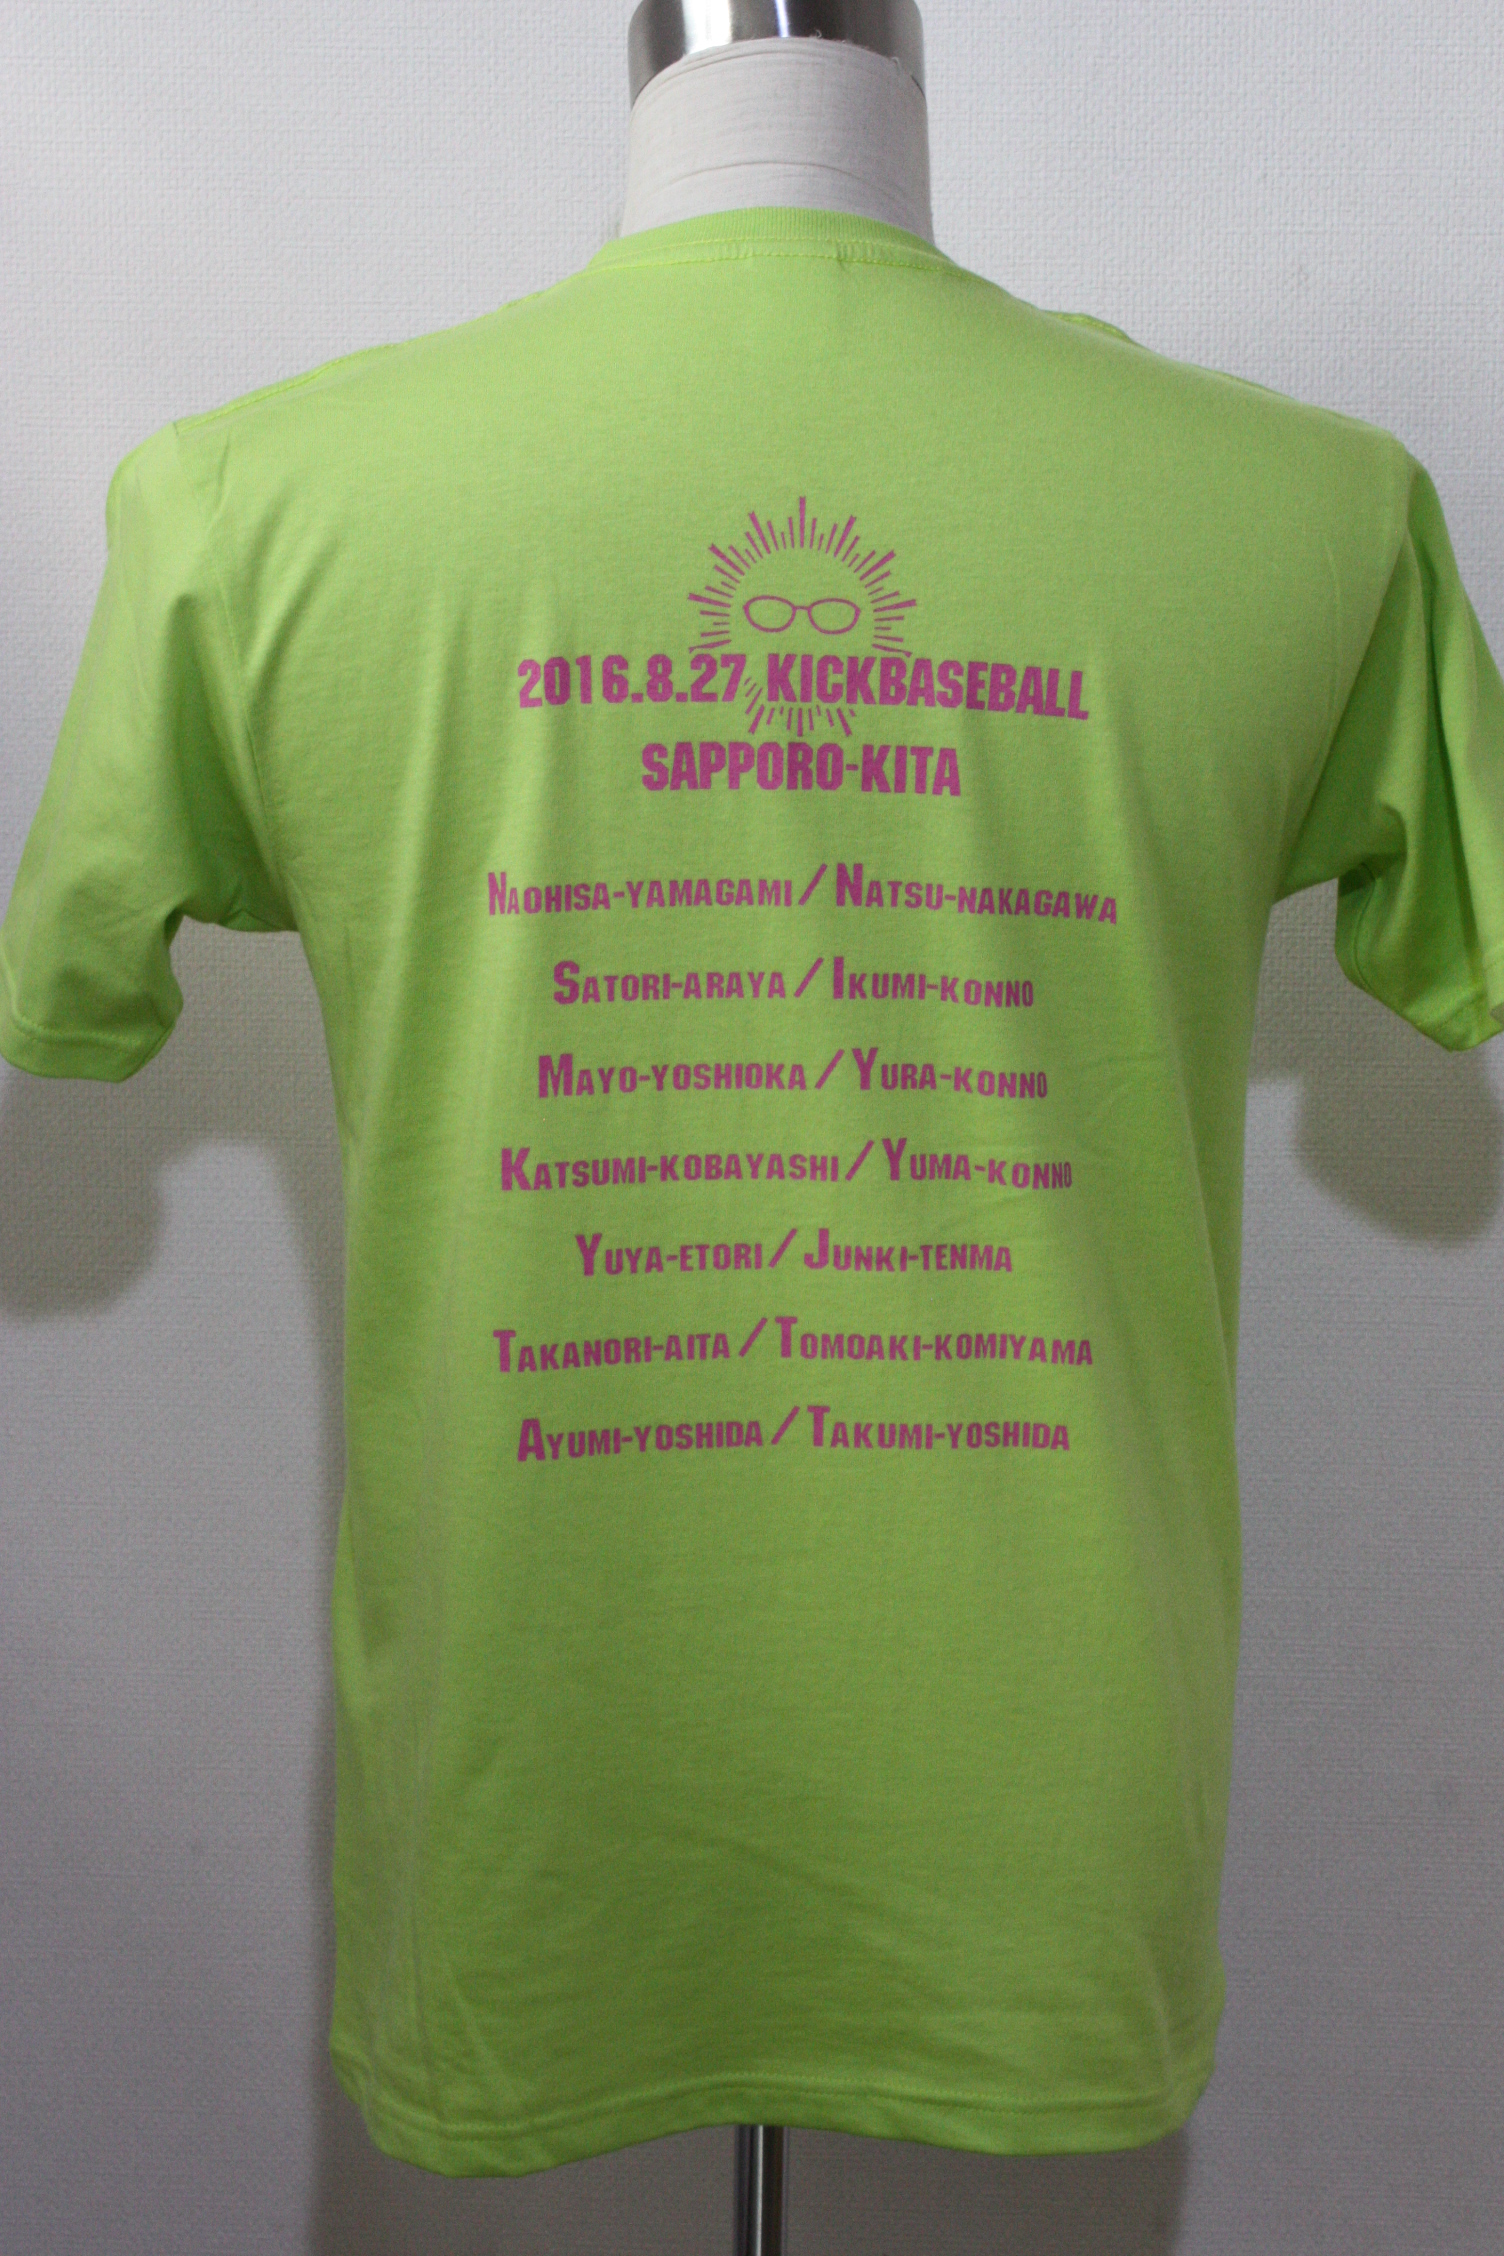 2016.8.27 KICKBASEBALL
SAPPORO-KITA
NAOHISA-YAMAGAMI/NATSU-NAKAGAWA
SATORI-ARAYA/IKUMI-KONNO
MAYO-YOSHIOKA/YURA-KONNO
KATSUMI-KOBAYASHI/YUMA-KONNO
YUYA-ETORI/JUNKI-TENMA
TAKANORI-AITA/TOMOAKI-KOMIYAMA
AYUMI-YOSHIDA/TAKUMI-YOSHIDA